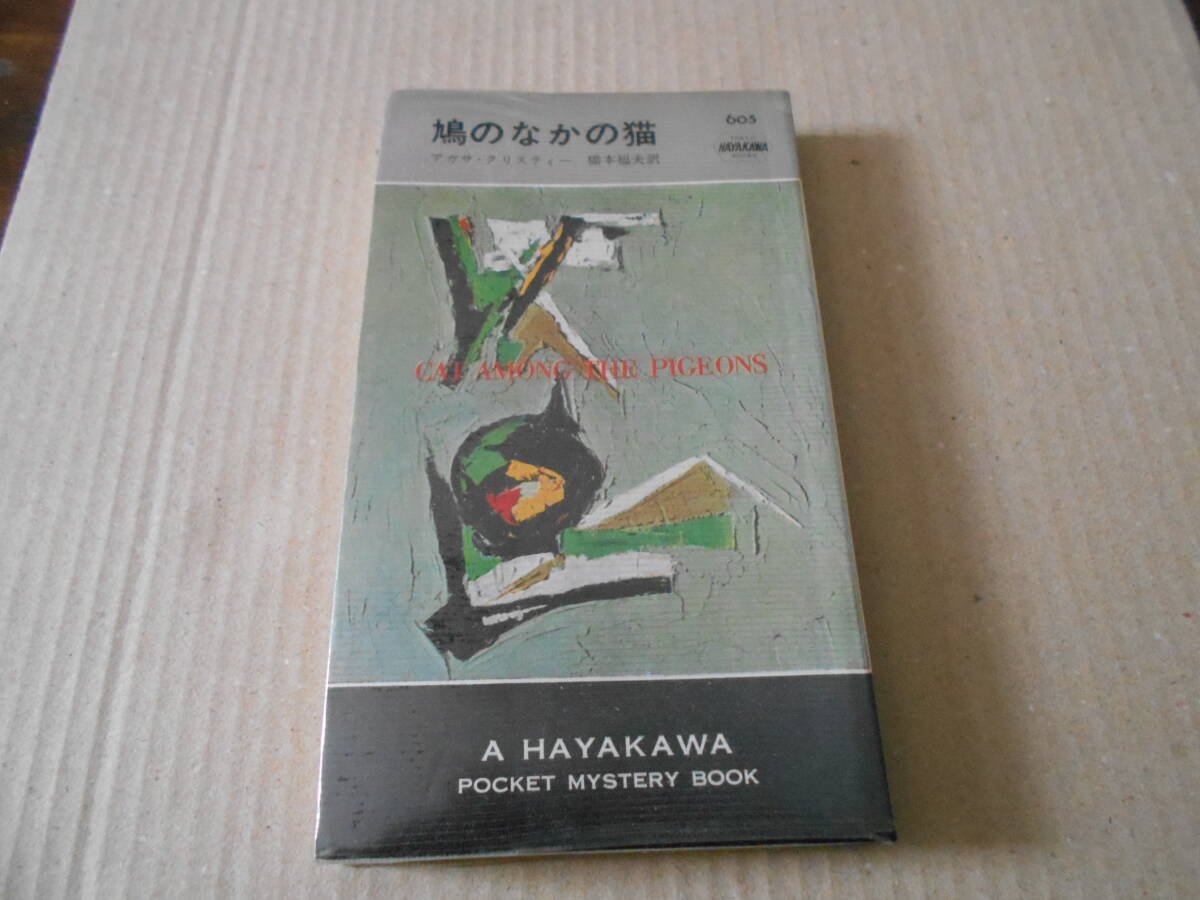 鳩のなかの猫
605
アガサ・クリスティー 橋本福夫訳
HAYAKAWA
CAT AMONG THE PIGEONS
A HAYAKAWA
POCKET MYSTERY BOOK